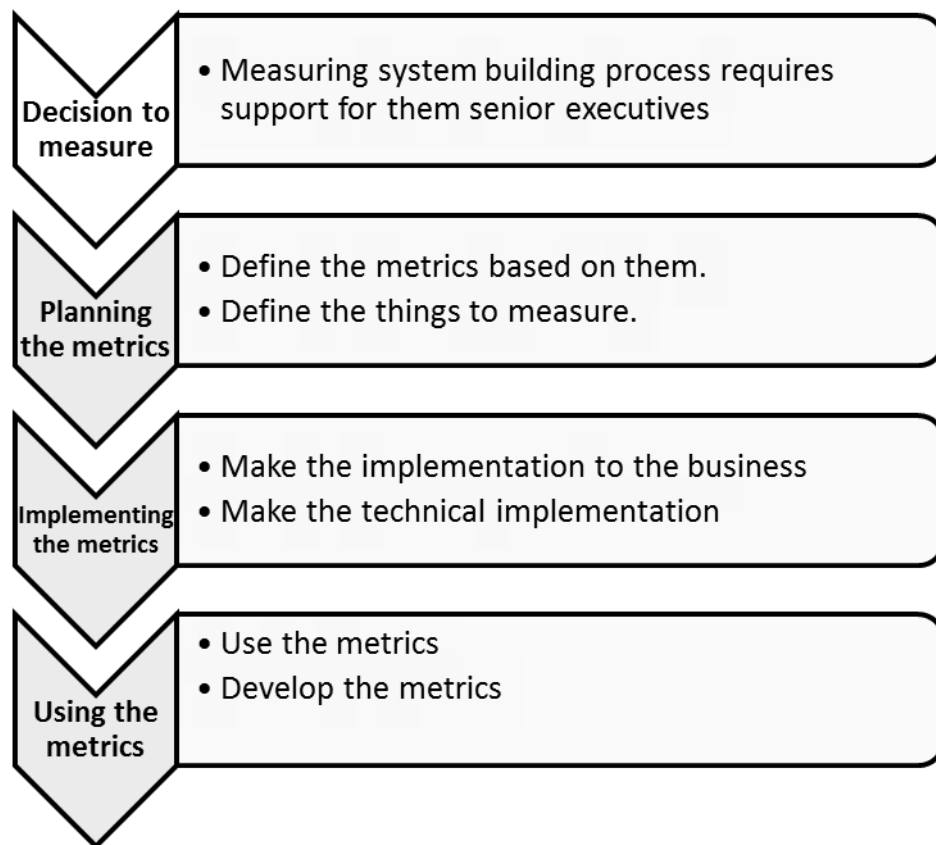 Decision to
measure
• Measuring system building process requires
support for them senior executives
Planning
the metrics
• Define the metrics based on them.
• Define the things to measure.
Implementing
the metrics
• Make the implementation to the business
• Make the technical implementation
Using the
metrics
• Use the metrics
• Develop the metrics